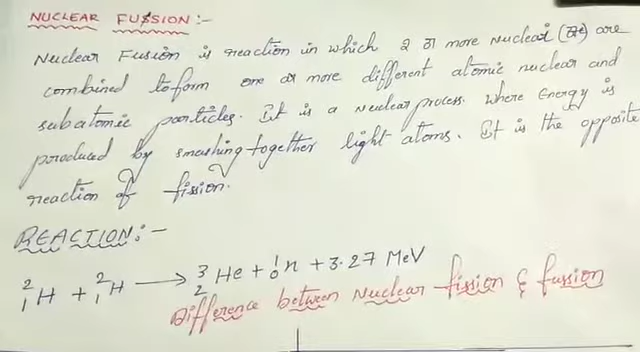 NUCLEAR FUSSION :-
Nuclear Fusion is reaction in which 2 or more nuclei (or) are
combined to form one or more different atomic nuclear and
subatomic particles. It is a nuclear process. where Energy is
produced by smashing together light atoms. It is the opposite
reaction of fission.
REACTION :-
²₁H + ²₁H → ³₂He + ¹₀n + 3.27 MeV
Difference between Nuclear fission & fussion